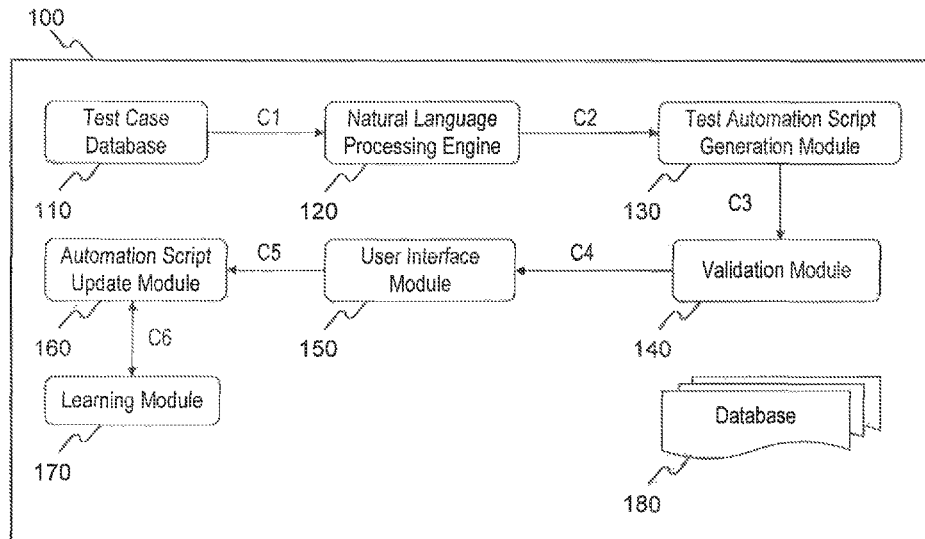 100
Test Case
Database
C1
Natural Language
Processing Engine
C2
Test Automation Script
Generation Module
110
120
130
C3
Automation Script
Update Module
C5
User Interface
Module
C4
Validation Module
160
C6
150
140
Learning Module
Database
170
180